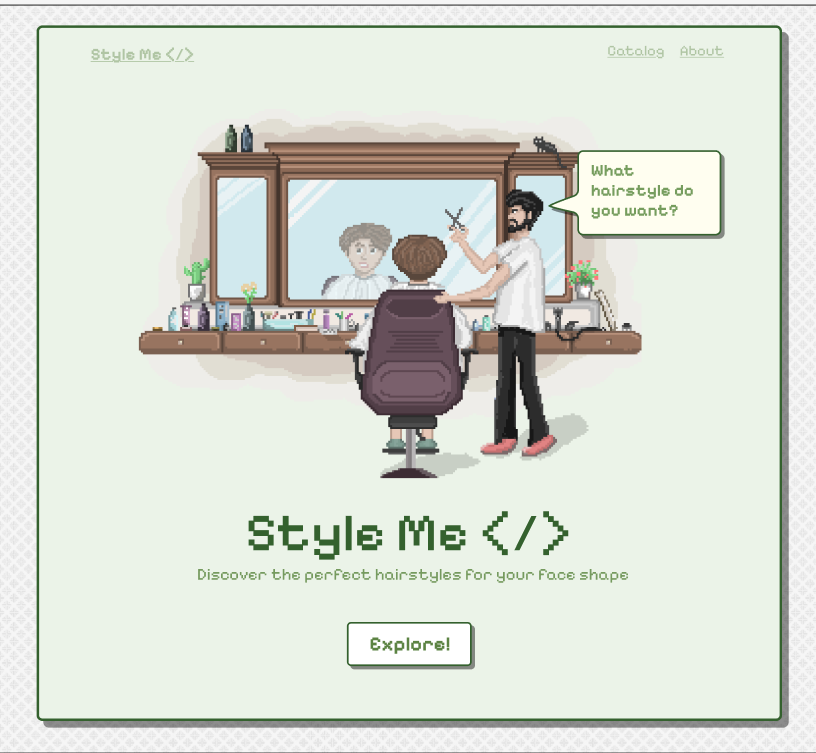 Style Me </>
Catalog About
What
hairstyle do
you want?
Style Me </>
Discover the perfect hairstyles for your face shape
Explore!